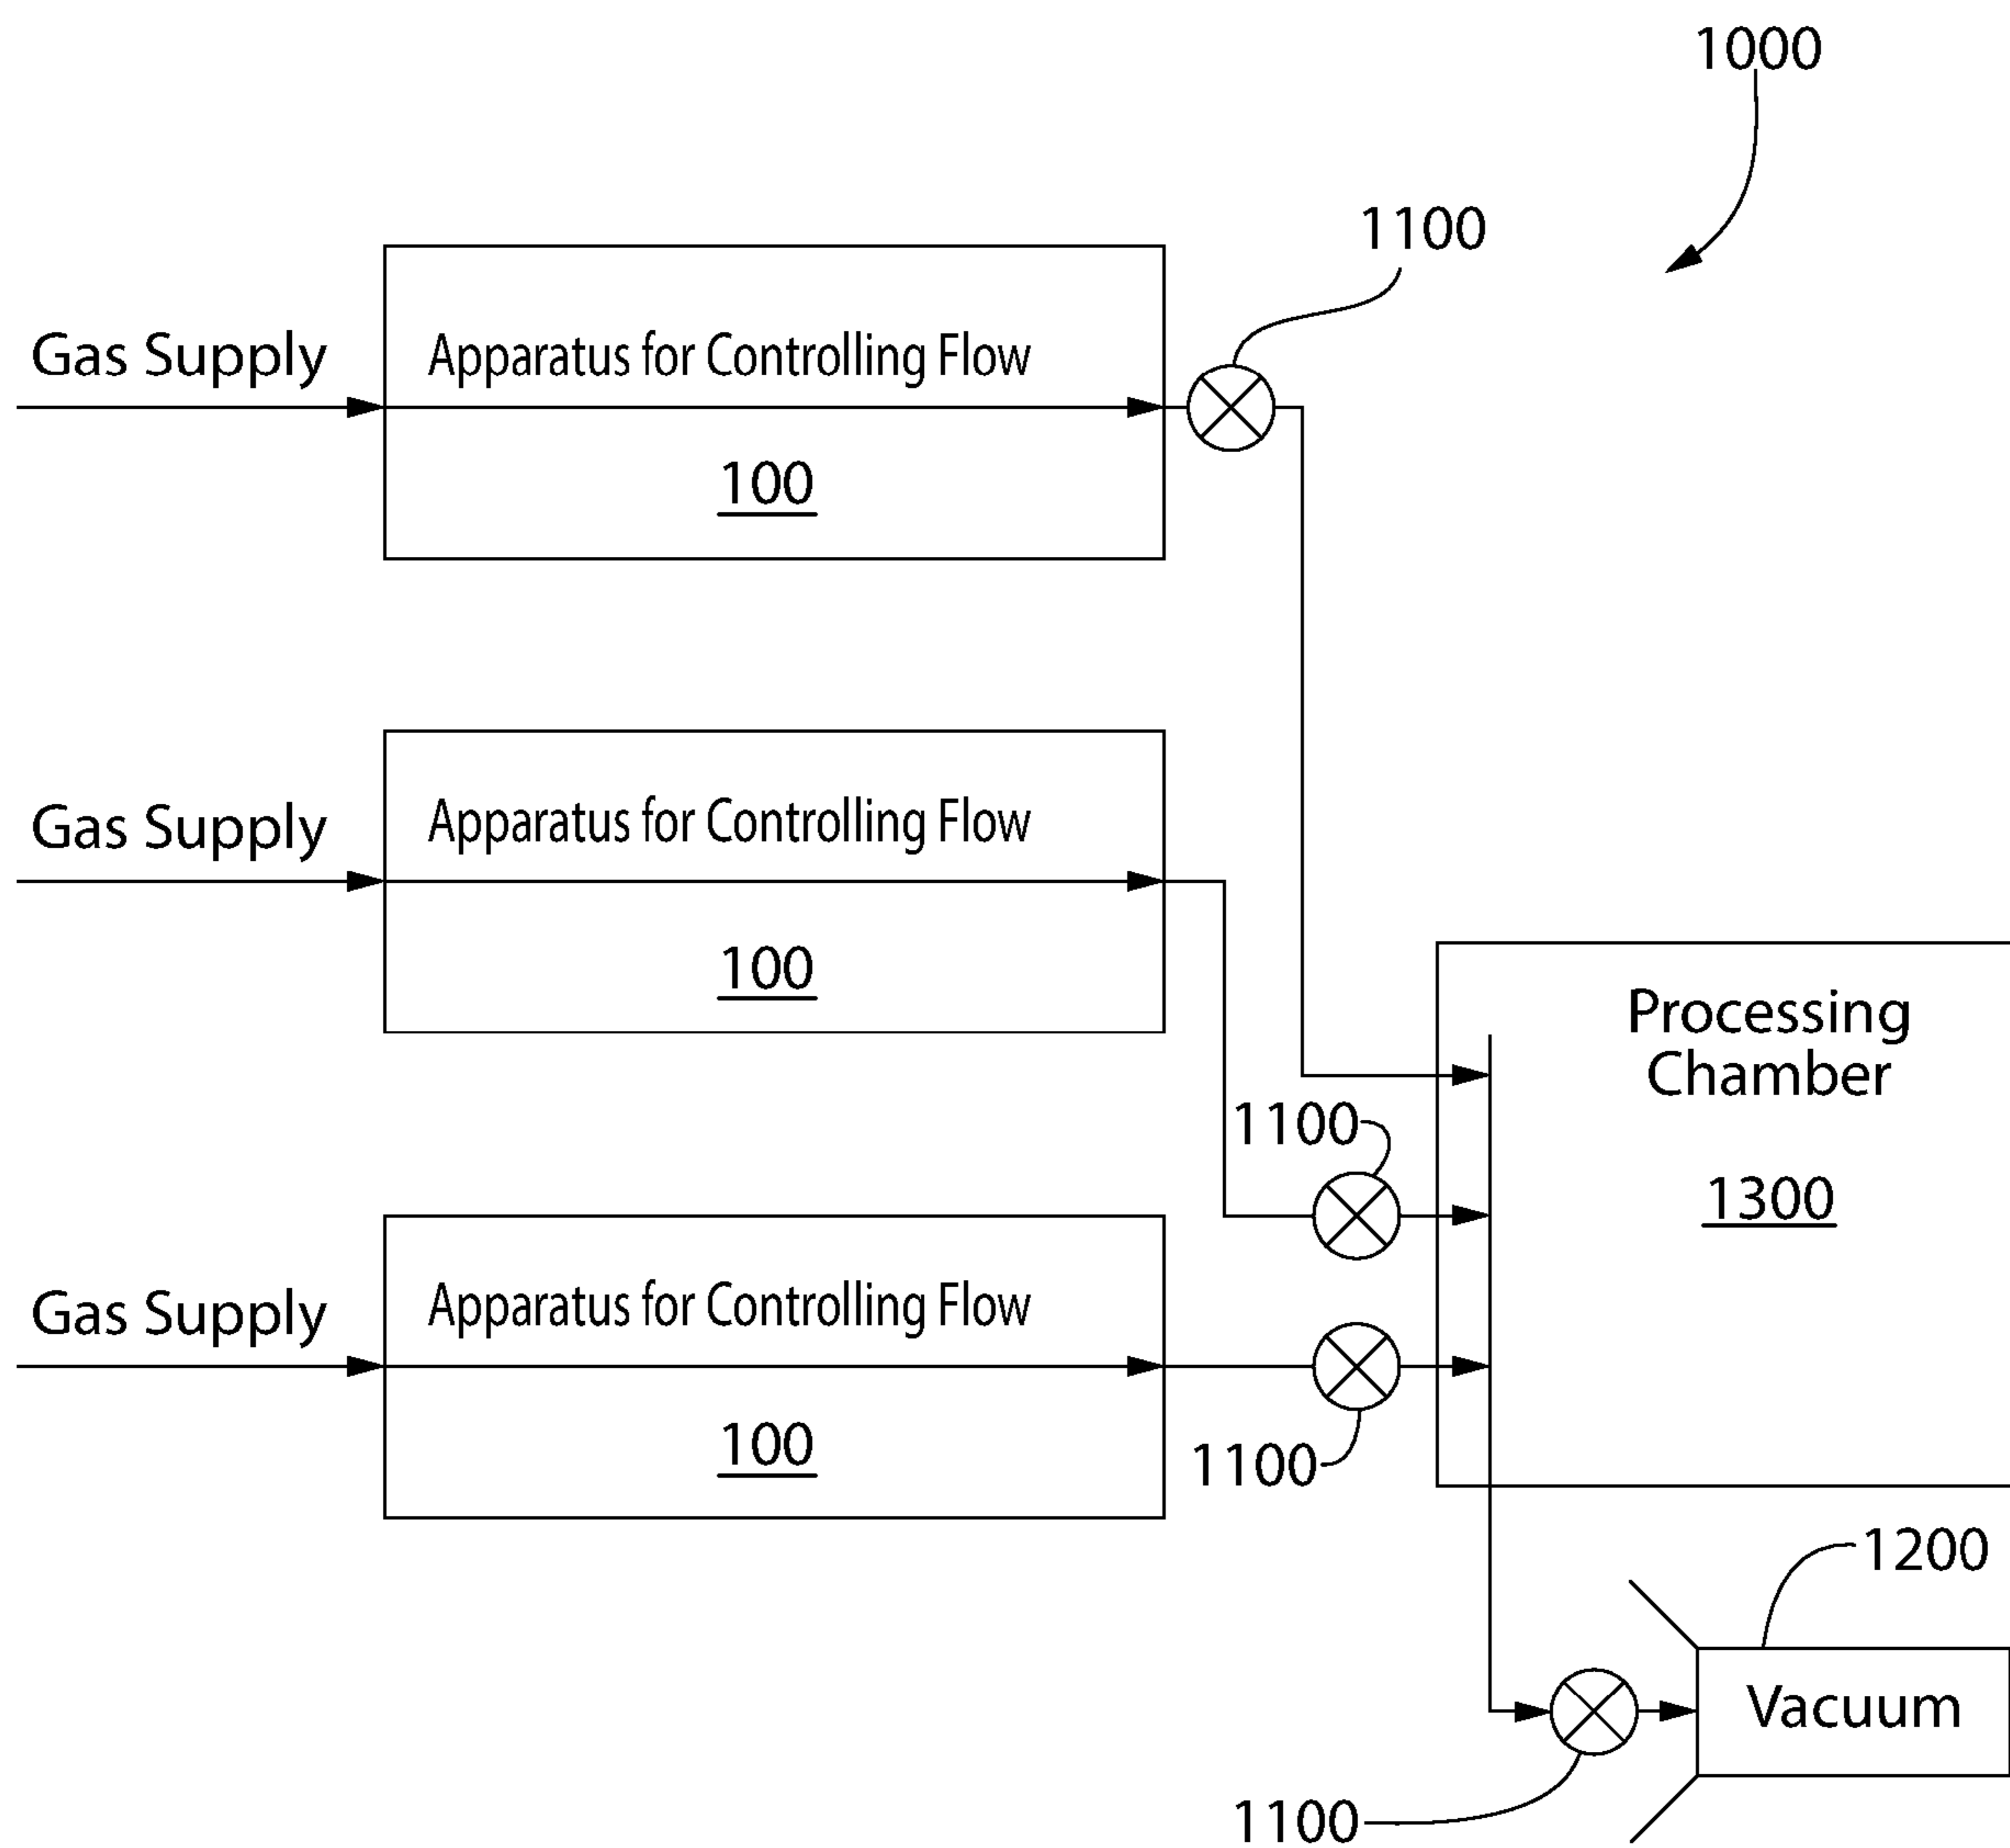 1000
1100
Gas Supply
Apparatus for Controlling Flow
100
Gas Supply
Apparatus for Controlling Flow
100
Processing
Chamber
1100
1300
Gas Supply
Apparatus for Controlling Flow
100
1100
1200
Vacuum
1100